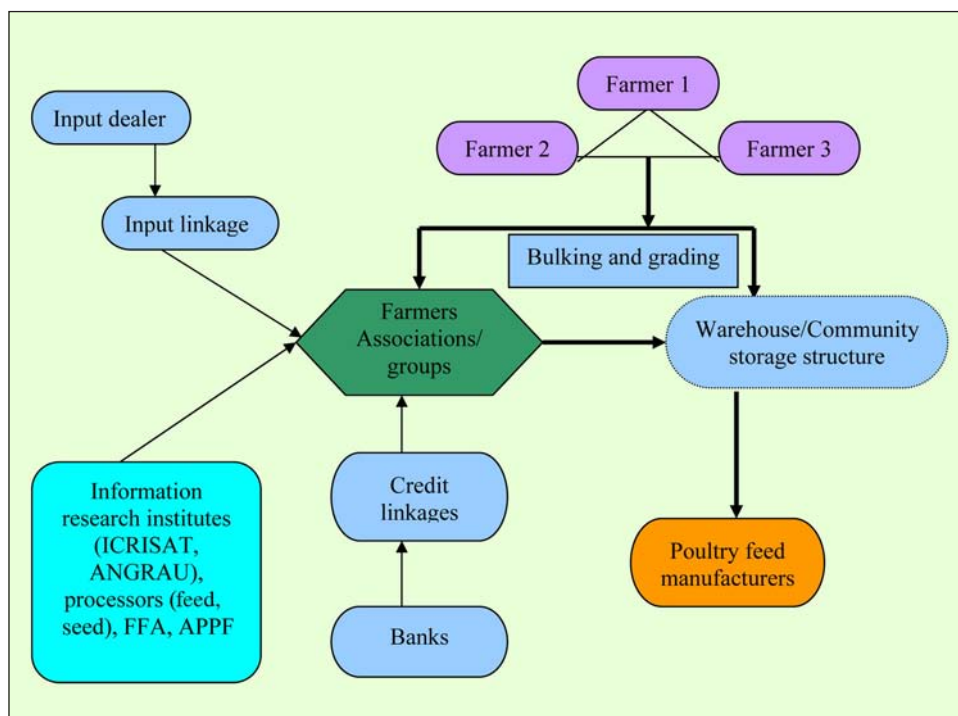 Farmer 1
Input dealer
Farmer 2
Farmer 3
Input linkage
Bulking and grading
Farmers
Associations/
groups
Warehouse/Community
storage structure
Information
research institutes
(ICRISAT,
ANGRAU),
processors (feed,
seed), FFA, APPF
Credit
linkages
Poultry feed
manufacturers
Banks